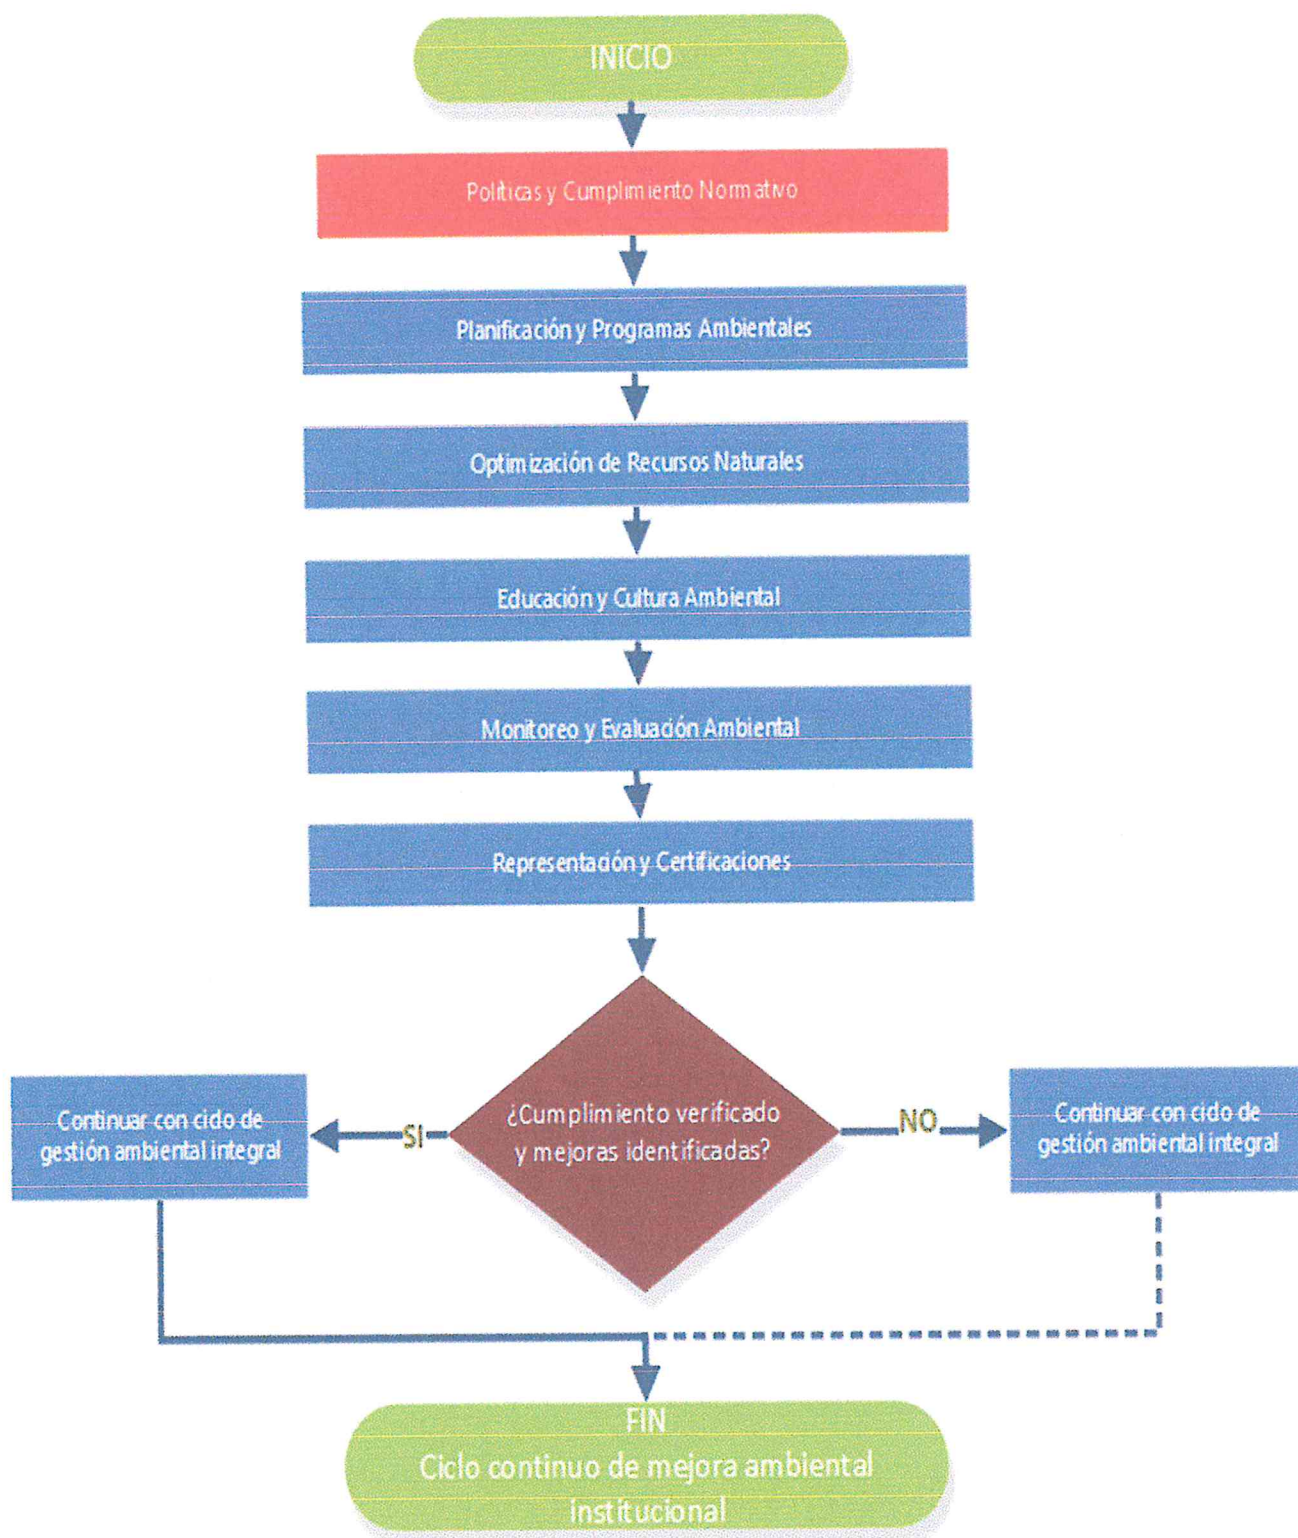 INICIO
Políticas y Cumplimiento Normativo
Planificación y Programas Ambientales
Optimización de Recursos Naturales
Educación y Cultura Ambiental
Monitoreo y Evaluación Ambiental
Representación y Certificaciones
¿Cumplimiento verificado
y mejoras identificadas?
SI
NO
Continuar con ciclo de
gestión ambiental integral
Continuar con ciclo de
gestión ambiental integral
FIN
Ciclo continuo de mejora ambiental
institucional